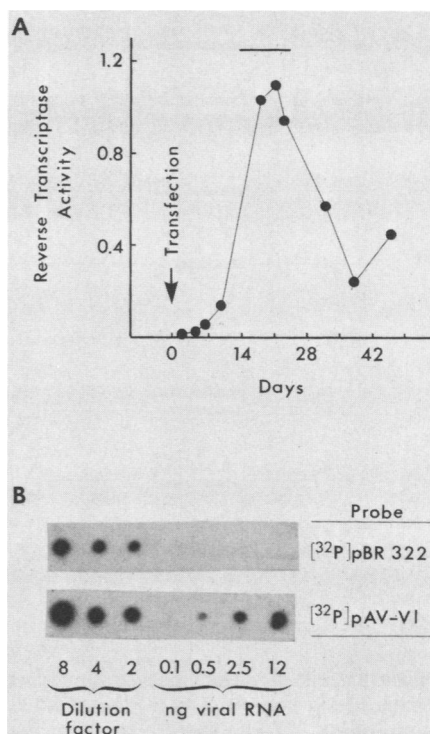 A
Reverse Transcriptase
Activity
1.2
0.8
0.4
Transfection
0 14 28 42
Days
B
Probe
[³²P]pBR 322
[³²P]pAV-VI
8 4 2 0.1 0.5 2.5 12
Dilution
factor
ng viral RNA